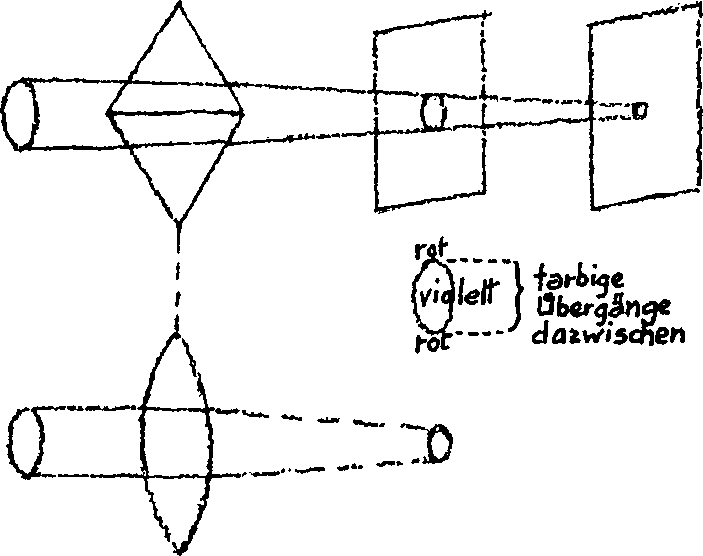 rot
violett
rot
farbige
Übergänge
dazwischen